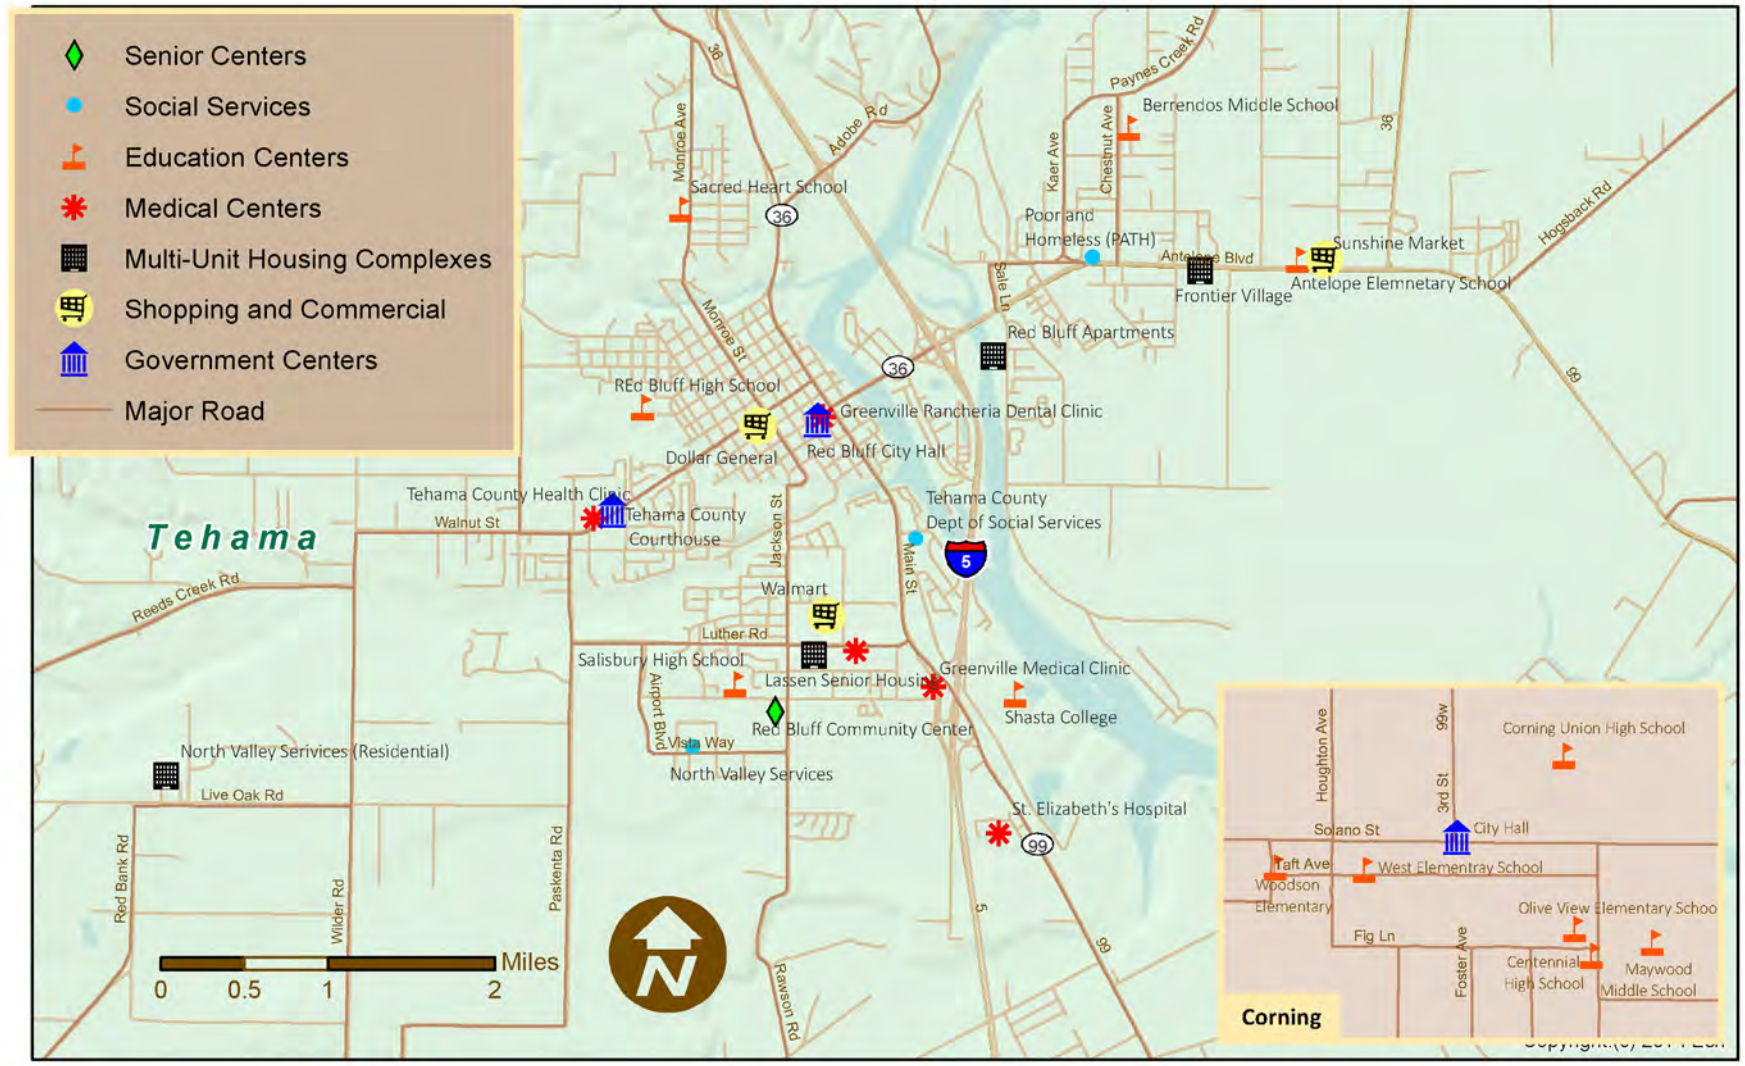 Senior Centers
Social Services
Education Centers
Medical Centers
Multi-Unit Housing Complexes
Shopping and Commercial
Government Centers
Major Road
36
Monroe Ave
Adobe Rd
Paynes Creek Rd
Berrendos Middle School
Kaer Ave
Chestnut Ave
36
Hogsback Rd
Sacred Heart School
36
Poor and
Homeless (PATH)
Antelope Blvd
Sunshine Market
Antelope Elemnetary School
Frontier Village
Sale Ln
Red Bluff Apartments
Monroe St
36
99
REd Bluff High School
Greenville Rancheria Dental Clinic
Red Bluff City Hall
Dollar General
Tehama County Health Clinic
Walnut St
Tehama County
Courthouse
Tehama County
Dept of Social Services
Tehama
Jackson St
Main St
5
Reeds Creek Rd
Walmart
Luther Rd
Salisbury High School
Lassen Senior Housing
Greenville Medical Clinic
Airport Blvd
Red Bluff Community Center
Shasta College
Vista Way
North Valley Services
North Valley Serivices (Residential)
Live Oak Rd
St. Elizabeth's Hospital
99
Red Bank Rd
Wilder Rd
Paskenta Rd
Rawson Rd
5
99
N
Miles
0 0.5 1 2
Houghton Ave
99w
3rd St
Corning Union High School
Solano St
City Hall
Taft Ave
West Elementray School
Woodson
Elementary
Olive View Elementary Schoo
Fig Ln
Foster Ave
Centennial
High School
Maywood
Middle School
Corning